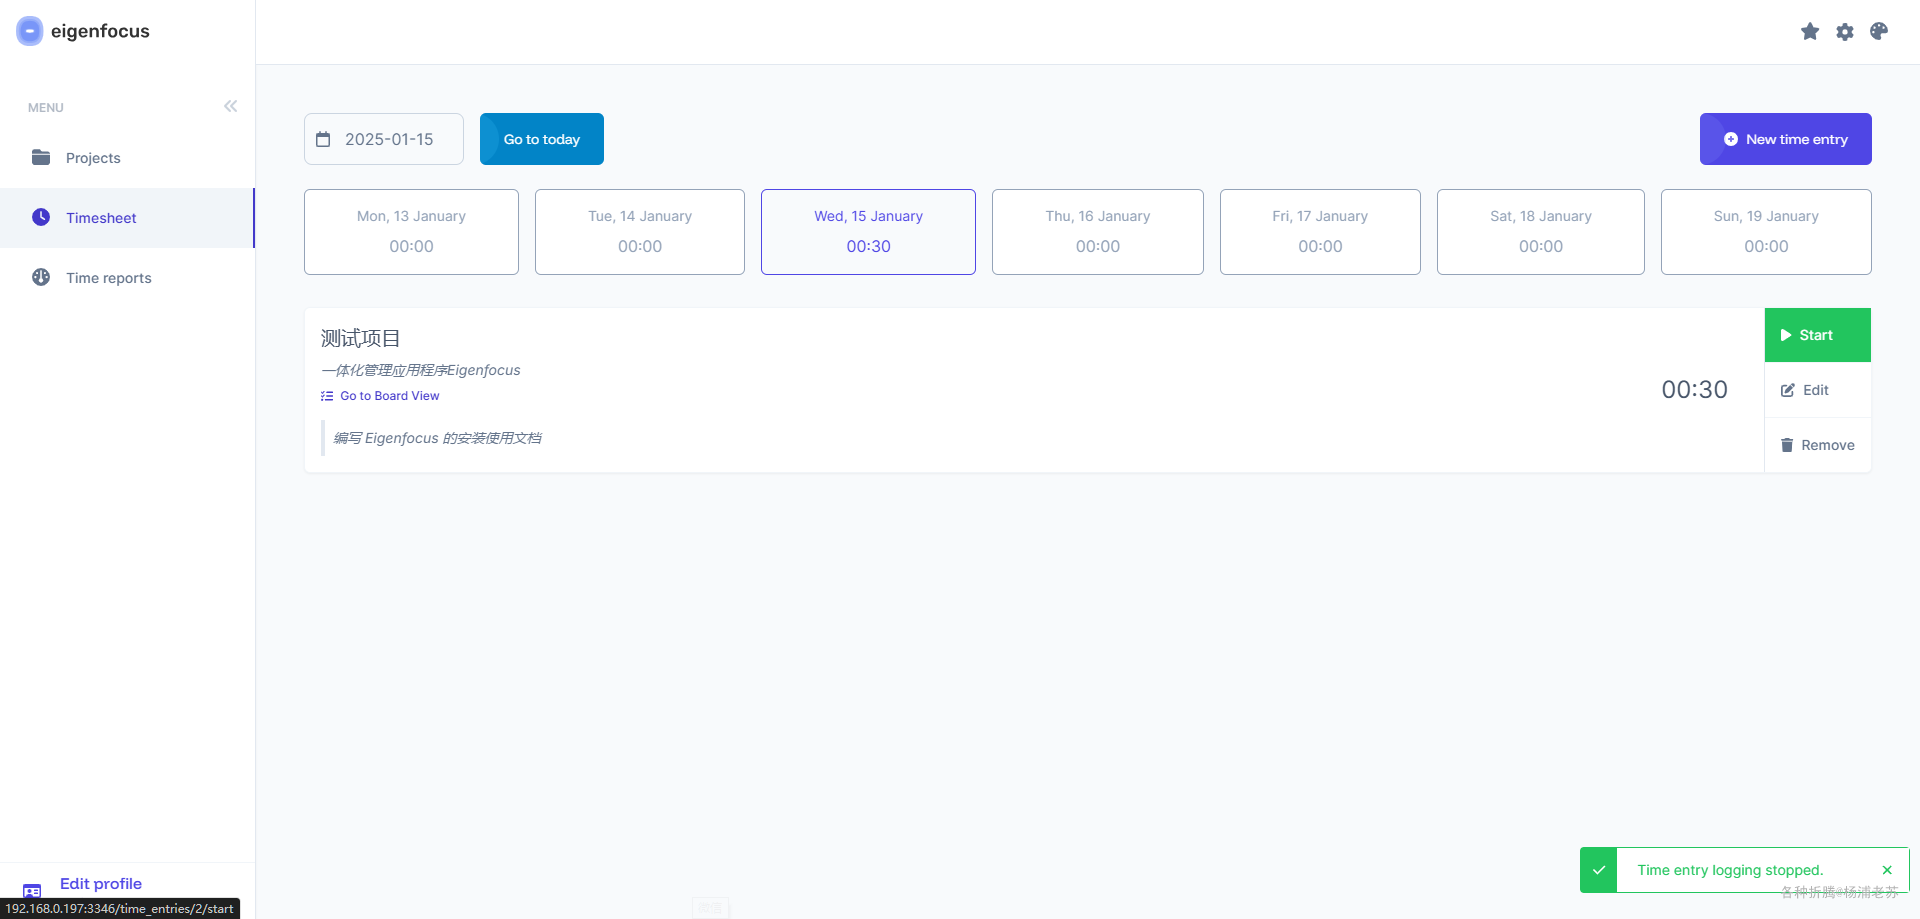 eigenfocus
MENU
Projects
Timesheet
Time reports
2025-01-15
Go to today
New time entry
Mon, 13 January
00:00
Tue, 14 January
00:00
Wed, 15 January
00:30
Thu, 16 January
00:00
Fri, 17 January
00:00
Sat, 18 January
00:00
Sun, 19 January
00:00
测试项目
一体化管理应用程序Eigenfocus
Go to Board View
编写 Eigenfocus 的安装使用文档
00:30
Start
Edit
Remove
Edit profile
192.168.0.197:3346/time_entries/2/start
Time entry logging stopped.
各种折腾@杨浦老苏